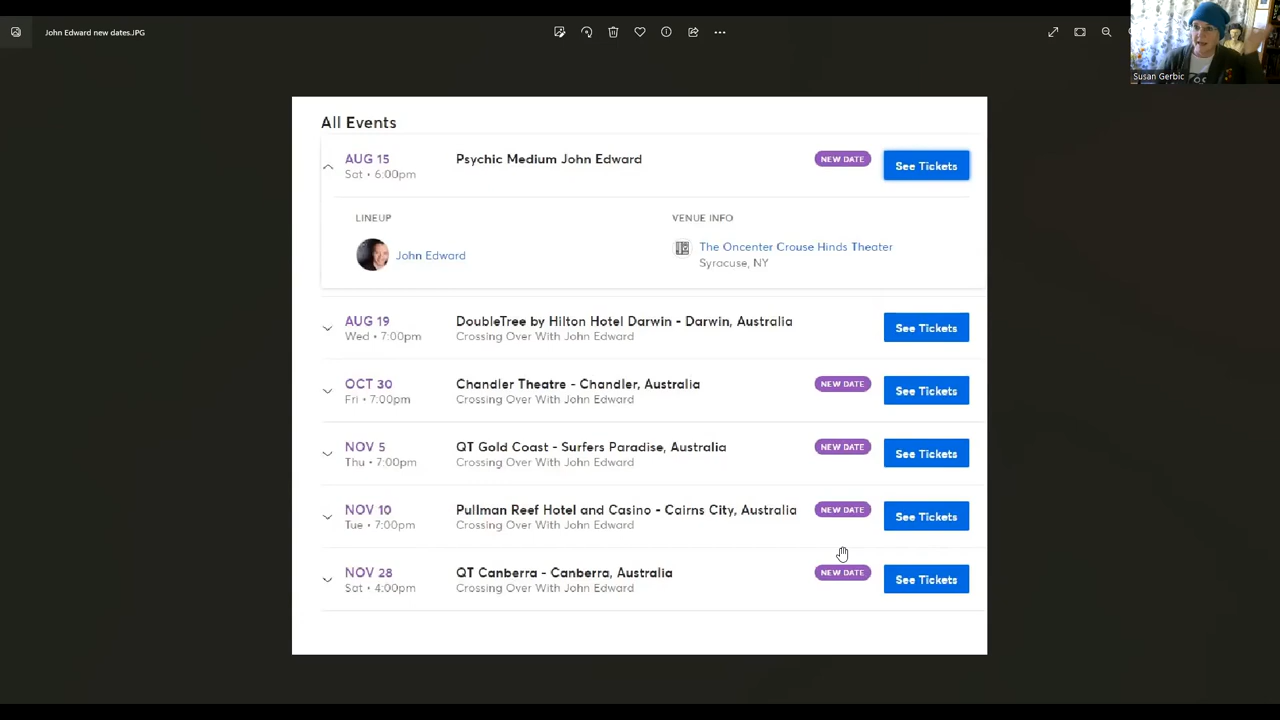 John Edward new dates.JPG
Susan Gerbic
All Events
AUG 15
Sat • 6:00pm
Psychic Medium John Edward
NEW DATE
See Tickets
LINEUP
John Edward
VENUE INFO
The Oncenter Crouse Hinds Theater
Syracuse, NY
AUG 19
Wed • 7:00pm
DoubleTree by Hilton Hotel Darwin - Darwin, Australia
Crossing Over With John Edward
See Tickets
OCT 30
Fri • 7:00pm
Chandler Theatre - Chandler, Australia
Crossing Over With John Edward
NEW DATE
See Tickets
NOV 5
Thu • 7:00pm
QT Gold Coast - Surfers Paradise, Australia
Crossing Over With John Edward
NEW DATE
See Tickets
NOV 10
Tue • 7:00pm
Pullman Reef Hotel and Casino - Cairns City, Australia
Crossing Over With John Edward
NEW DATE
See Tickets
NOV 28
Sat • 4:00pm
QT Canberra - Canberra, Australia
Crossing Over With John Edward
NEW DATE
See Tickets